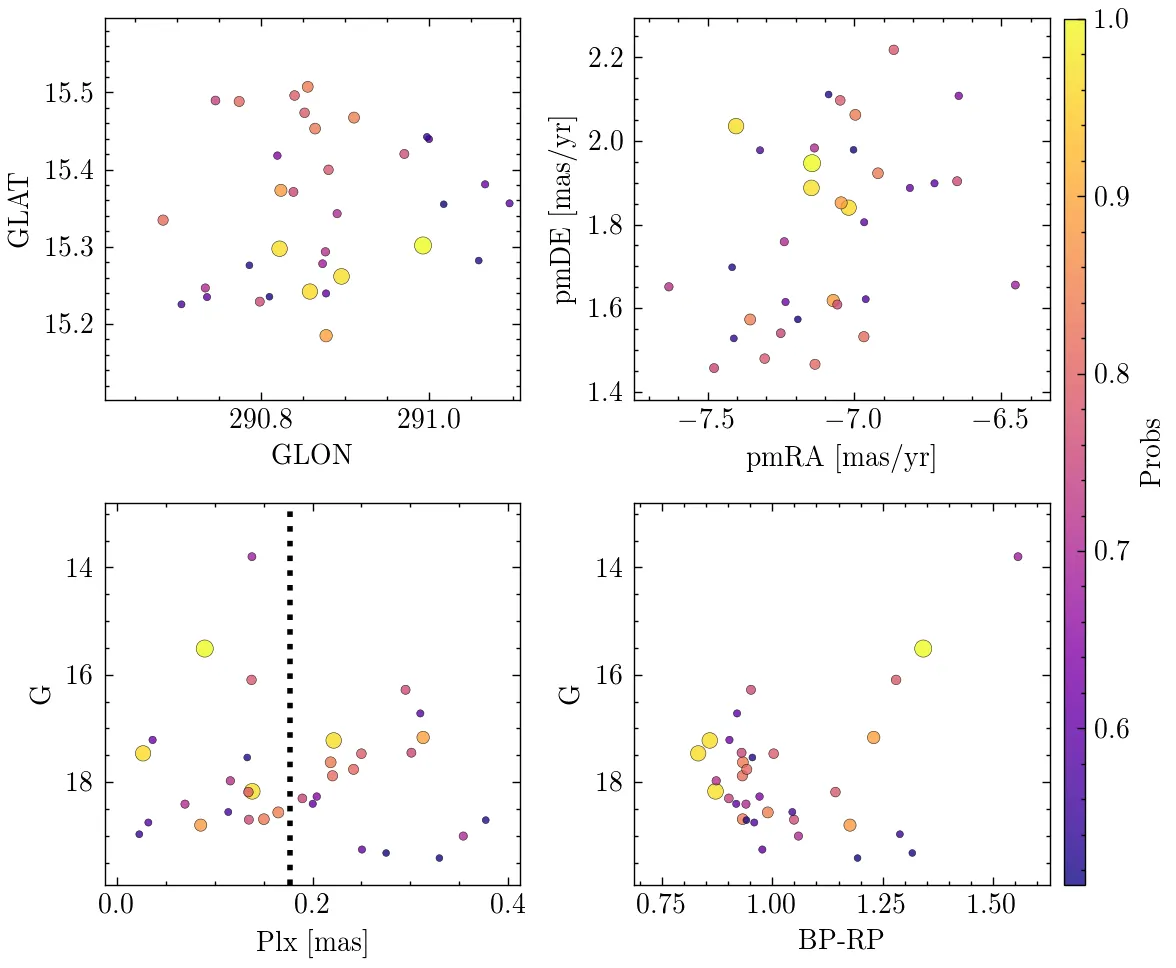 15.5
15.4
15.3
15.2
GLAT
290.8 291.0
GLON
2.2
2.0
1.8
1.6
1.4
pmDE [mas/yr]
−7.5 −7.0 −6.5
pmRA [mas/yr]
14
16
18
G
0.0 0.2 0.4
Plx [mas]
14
16
18
G
0.75 1.00 1.25 1.50
BP-RP
1.0
0.9
0.8
0.7
0.6
Probs